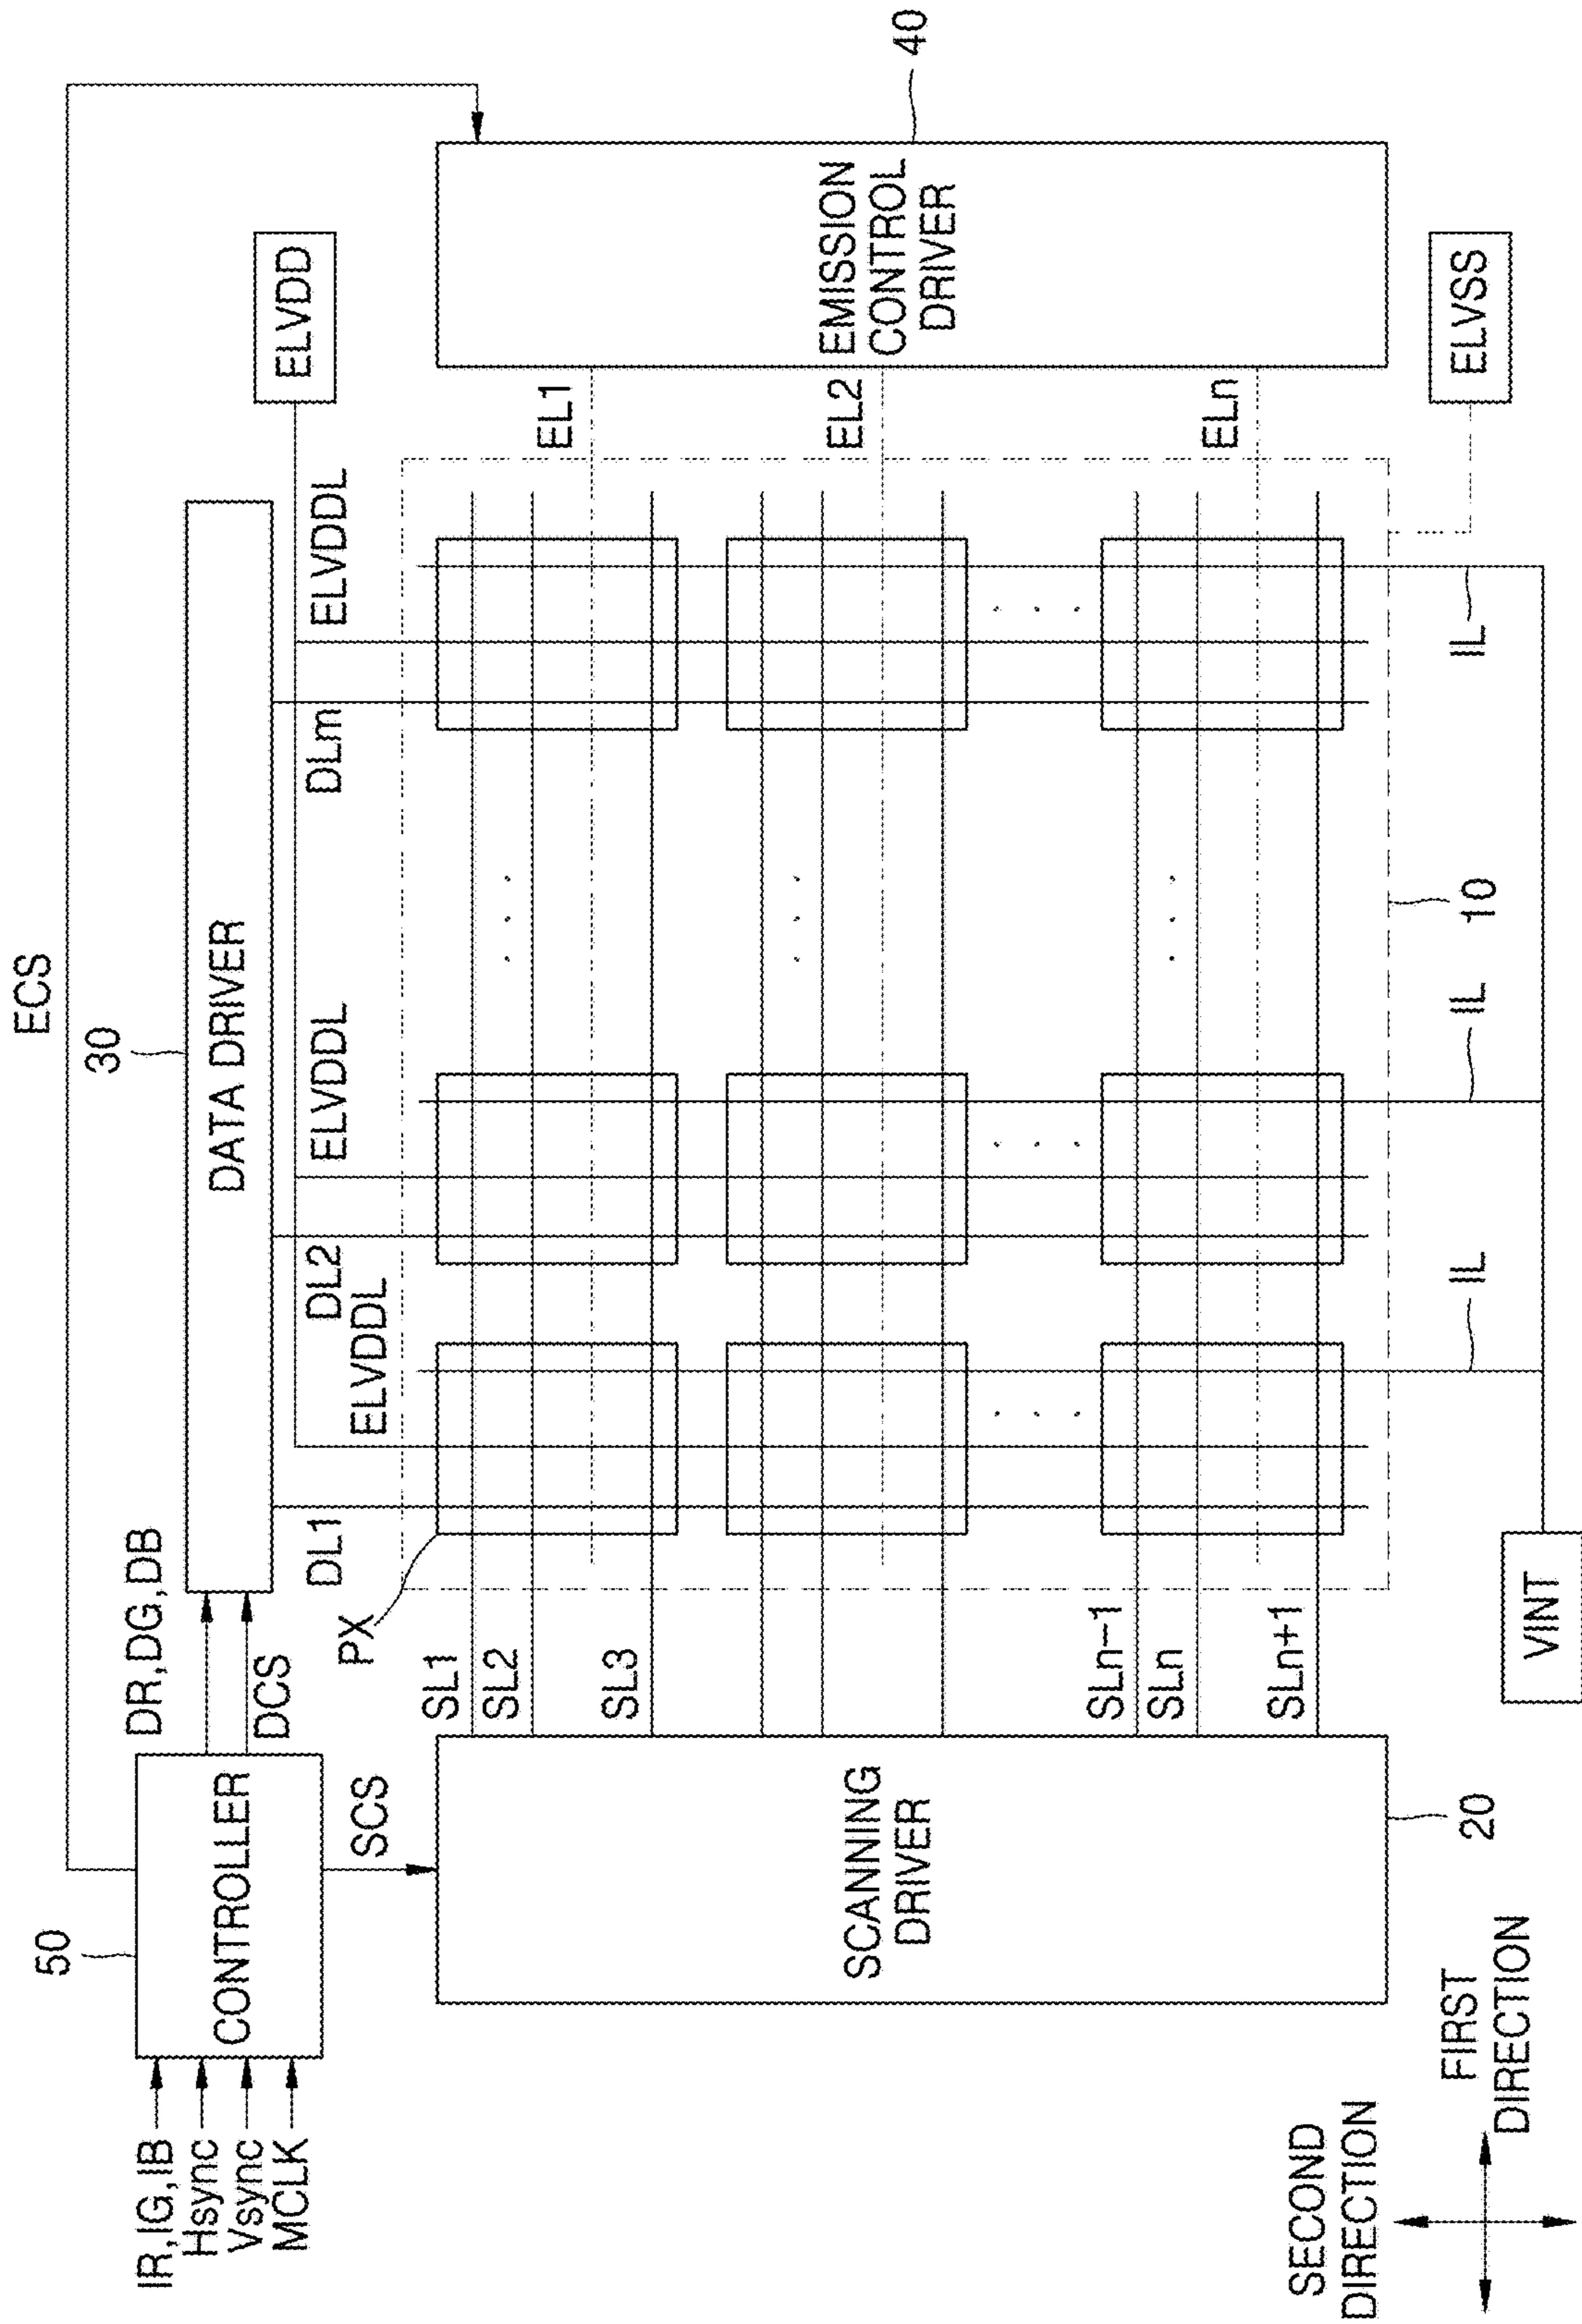 ECS
50
30
IR,IG,IB
Hsync
Vsync
MCLK
CONTROLLER
DR,DG,DB
DCS
DATA DRIVER
ELVDD
SCS
PX
DL1
ELVDDL
DL2
ELVDDL
DLm
ELVDDL
SL1
SL2
SL3
SLn-1
SLn
SLn+1
EL1
EL2
ELn
SCANNING
DRIVER
EMISSION
CONTROL
DRIVER
40
20
IL
IL
10
IL
ELVSS
VINT
SECOND
DIRECTION
FIRST
DIRECTION